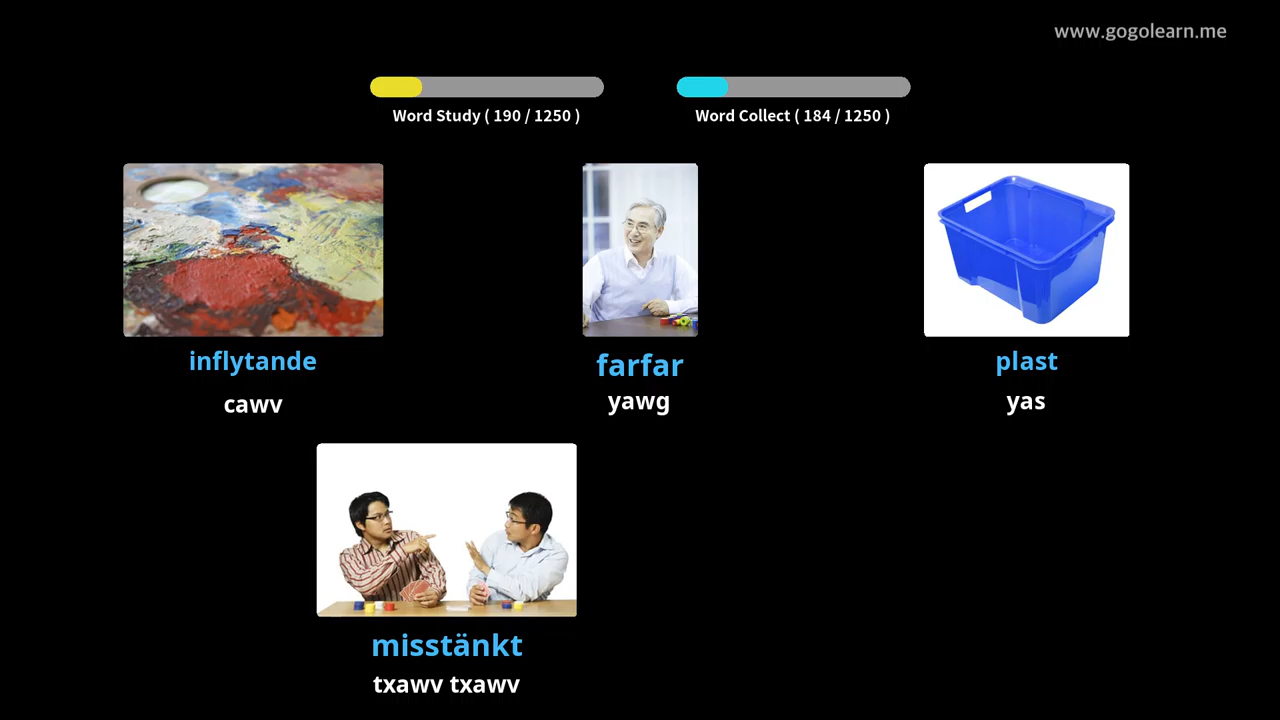 www.gogolearn.me
Word Study ( 190 / 1250 )
Word Collect ( 184 / 1250 )
inflytande
cawv
farfar
yawg
plast
yas
misstänkt
txawv txawv